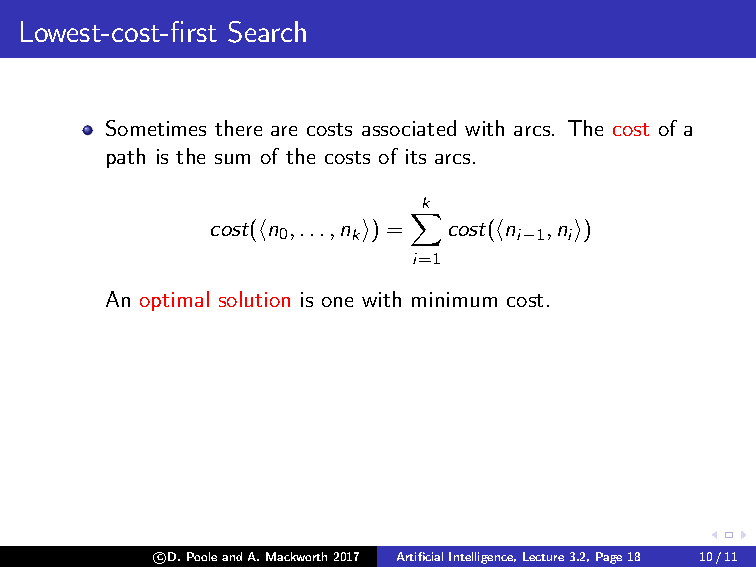 Lowest-cost-first Search
Sometimes there are costs associated with arcs. The cost of a
path is the sum of the costs of its arcs.
cost(⟨n₀, . . . , nₖ⟩) = ∑ᵢ₌₁ᵏ cost(⟨nᵢ₋₁, nᵢ⟩)
An optimal solution is one with minimum cost.
©D. Poole and A. Mackworth 2017 Artificial Intelligence, Lecture 3.2, Page 18 10 / 11